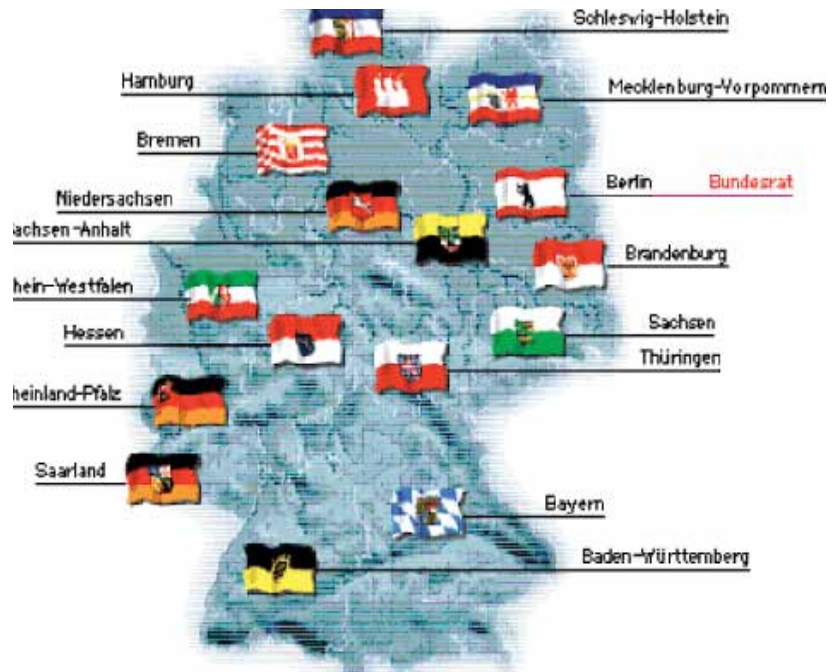 Schleswig-Holstein
Hamburg
Mecklenburg-Vorpommern
Bremen
Berlin Bundesrat
Niedersachsen
achsen-Anhalt
Brandenburg
hein-Westfalen
Sachsen
Hessen
Thüringen
heinland-Pfalz
Saarland
Bayern
Baden-Württemberg